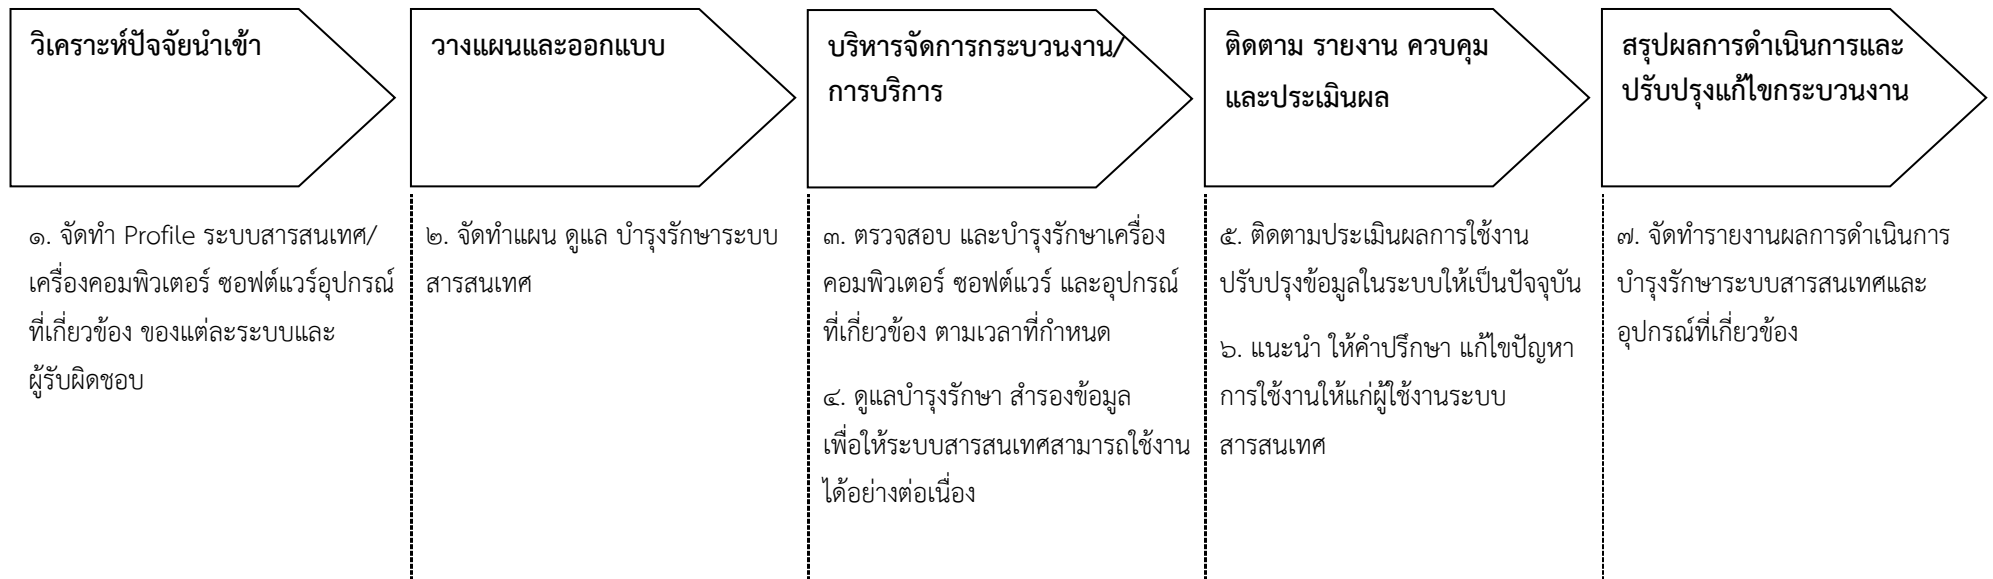 วิเคราะห์ปัจจัยนำเข้า
วางแผนและออกแบบ
บริหารจัดการกระบวนงาน/
การบริการ
ติดตาม รายงาน ควบคุม
และประเมินผล
สรุปผลการดำเนินการและ
ปรับปรุงแก้ไขกระบวนงาน
๑. จัดทำ Profile ระบบสารสนเทศ/
เครื่องคอมพิวเตอร์ ซอฟต์แวร์อุปกรณ์
ที่เกี่ยวข้อง ของแต่ละระบบและ
ผู้รับผิดชอบ
๒. จัดทำแผน ดูแล บำรุงรักษาระบบ
สารสนเทศ
๓. ตรวจสอบ และบำรุงรักษาเครื่อง
คอมพิวเตอร์ ซอฟต์แวร์ และอุปกรณ์
ที่เกี่ยวข้อง ตามเวลาที่กำหนด
๔. ดูแลบำรุงรักษา สำรองข้อมูล
เพื่อให้ระบบสารสนเทศสามารถใช้งาน
ได้อย่างต่อเนื่อง
๕. ติดตามประเมินผลการใช้งาน
ปรับปรุงข้อมูลในระบบให้เป็นปัจจุบัน
๖. แนะนำ ให้คำปรึกษา แก้ไขปัญหา
การใช้งานให้แก่ผู้ใช้งานระบบ
สารสนเทศ
๗. จัดทำรายงานผลการดำเนินการ
บำรุงรักษาระบบสารสนเทศและ
อุปกรณ์ที่เกี่ยวข้อง